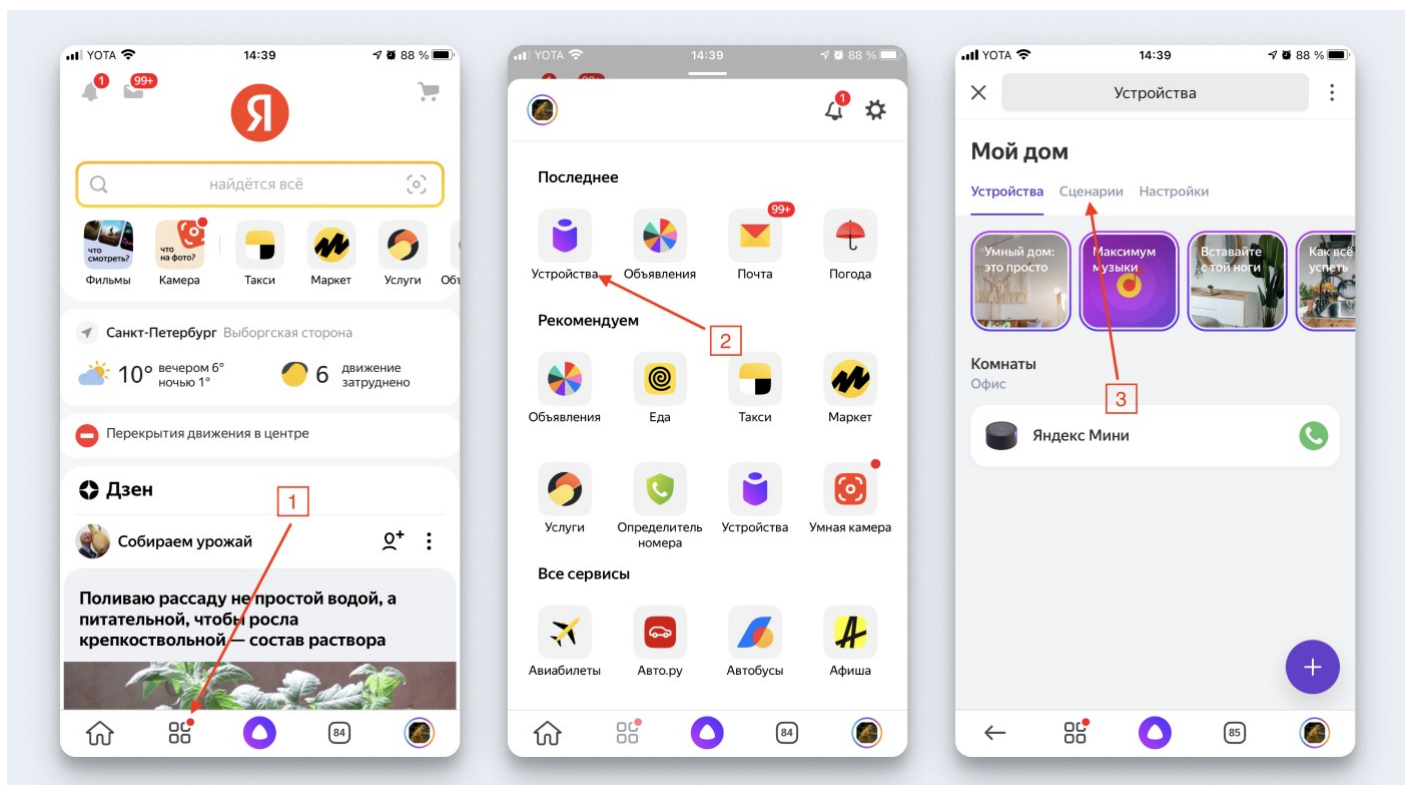 YOTA 14:39 88 %
1 99+
Я
найдётся всё
что смотреть?
что на фото?
Фильмы Камера Такси Маркет Услуги
Санкт-Петербург Выборгская сторона
10° вечером 6° ночью 1° 6 движение затруднено
Перекрытия движения в центре
Дзен
1
Собираем урожай
Поливаю рассаду не простой водой, а
питательной, чтобы росла
крепкоствольной — состав раствора
84
YOTA 14:39 88 %
1
Последнее
99+
Устройства Объявления Почта Погода
Рекомендуем
2
Объявления Еда Такси Маркет
Услуги Определитель номера Устройства Умная камера
Все сервисы
Авиабилеты Авто.ру Автобусы Афиша
84
YOTA 14:39 88 %
Устройства
Мой дом
Устройства Сценарии Настройки
Умный дом: это просто
Максимум музыки
Вставайте с той ноги
Как всё успеть
Комнаты
Офис
3
Яндекс Мини
85